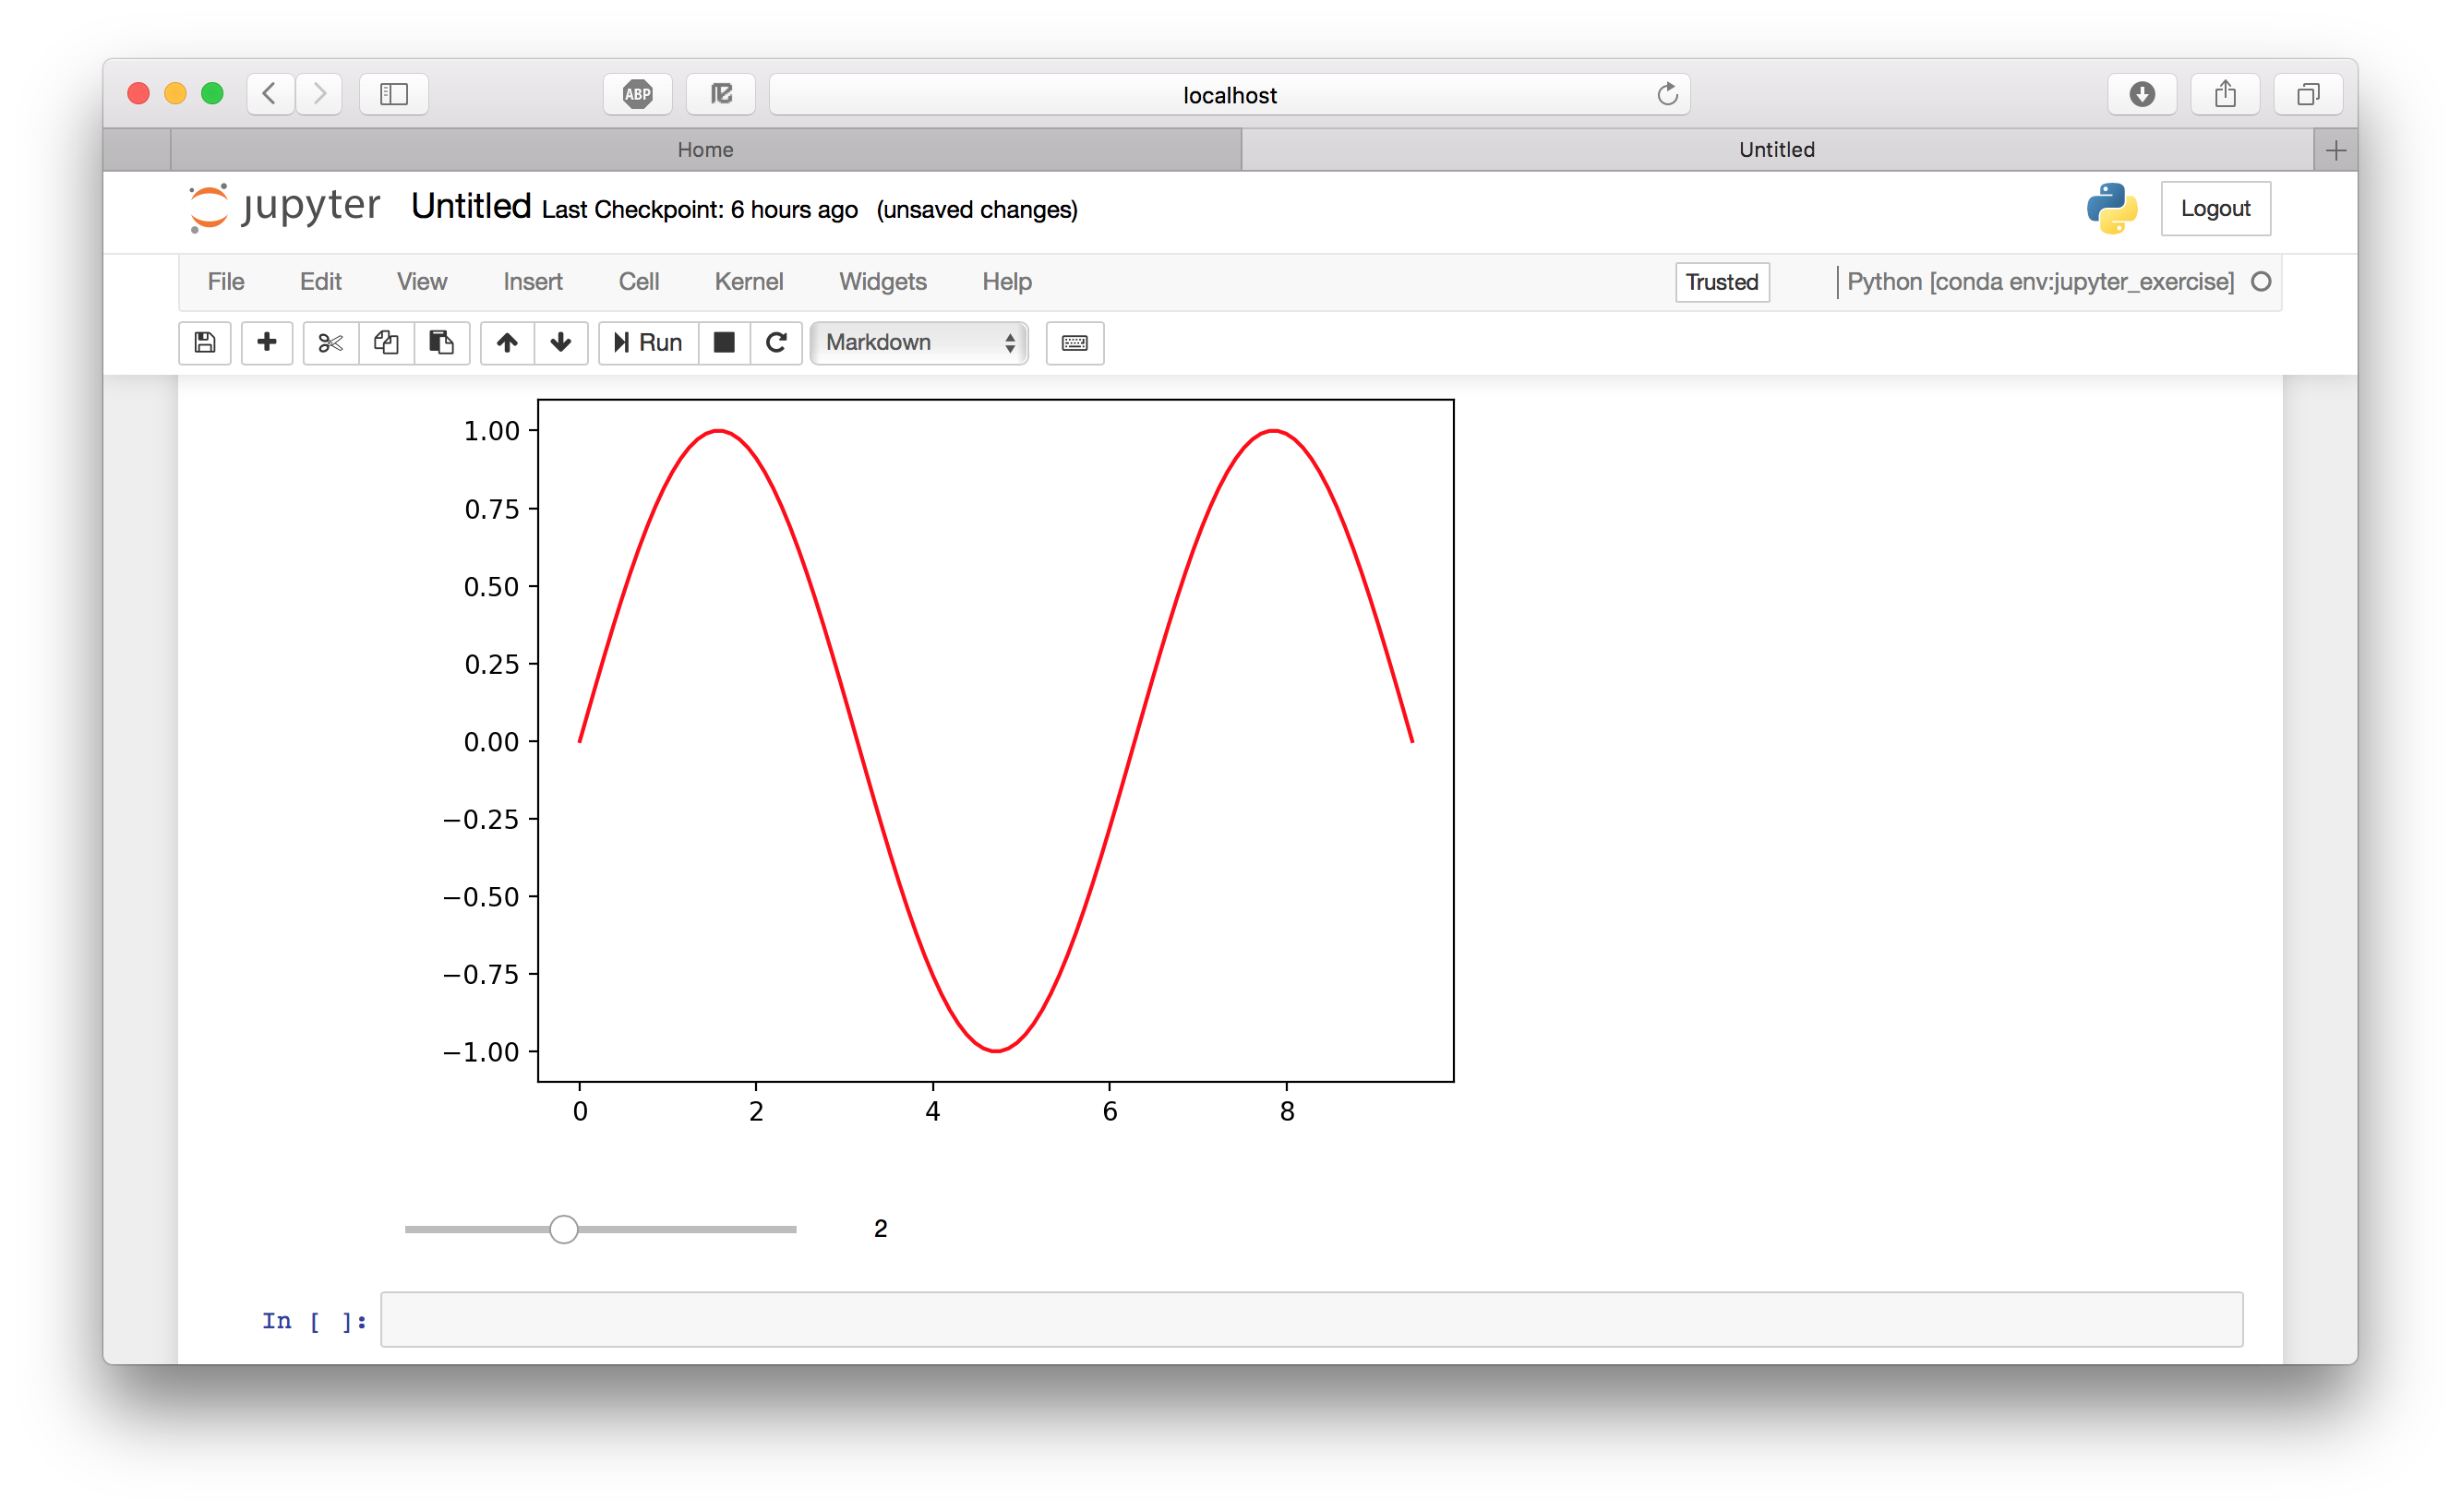 ABP
localhost
Home
Untitled
jupyter Untitled Last Checkpoint: 6 hours ago (unsaved changes)
Logout
File Edit View Insert Cell Kernel Widgets Help
Trusted
Python [conda env:jupyter_exercise]
Run
Markdown
1.00
0.75
0.50
0.25
0.00
−0.25
−0.50
−0.75
−1.00
0 2 4 6 8
2
In [ ]: